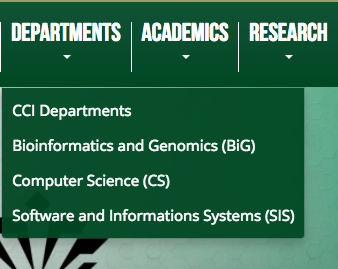 DEPARTMENTS ACADEMICS RESEARCH
CCI Departments
Bioinformatics and Genomics (BiG)
Computer Science (CS)
Software and Informations Systems (SIS)